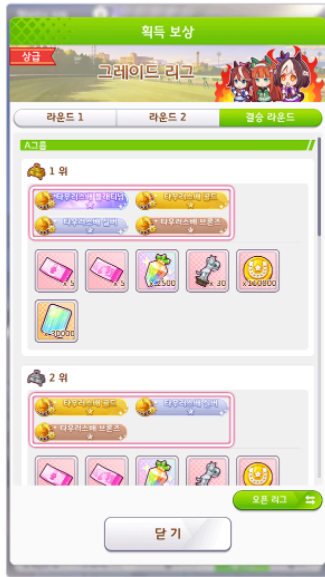 획득 보상
상급
그레이드 리그
라운드 1
라운드 2
결승 라운드
A그룹
1 위
타우러스배 플래티넘
타우러스배 골드
타우러스배 실버
타우러스배 브론즈
x 5
x 5
x 2500
x 30
x160000
x30000
2 위
타우러스배 골드
타우러스배 실버
타우러스배 브론즈
오픈 리그
닫기